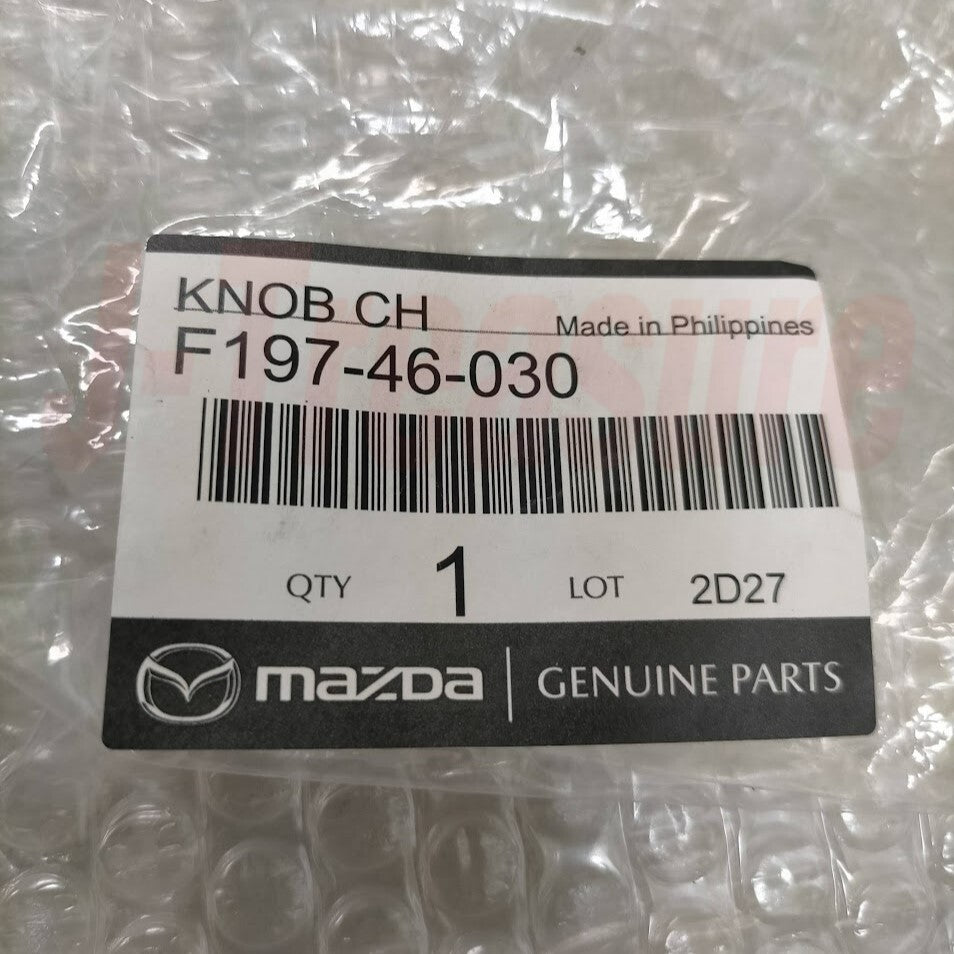 KNOB CH
Made in Philippines
F197-46-030
QTY 1 LOT 2D27
mazda GENUINE PARTS